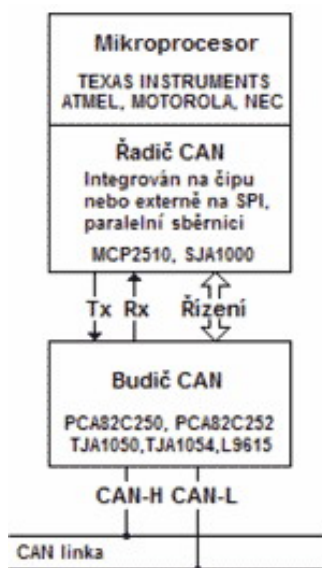 Mikroprocesor
TEXAS INSTRUMENTS
ATMEL, MOTOROLA, NEC
Řadič CAN
Integrován na čipu
nebo externě na SPI,
paralelní sběrnici
MCP2510, SJA1000
Tx Rx Řízení
Budič CAN
PCA82C250, PCA82C252
TJA1050,TJA1054,L9615
CAN-H CAN-L
CAN linka